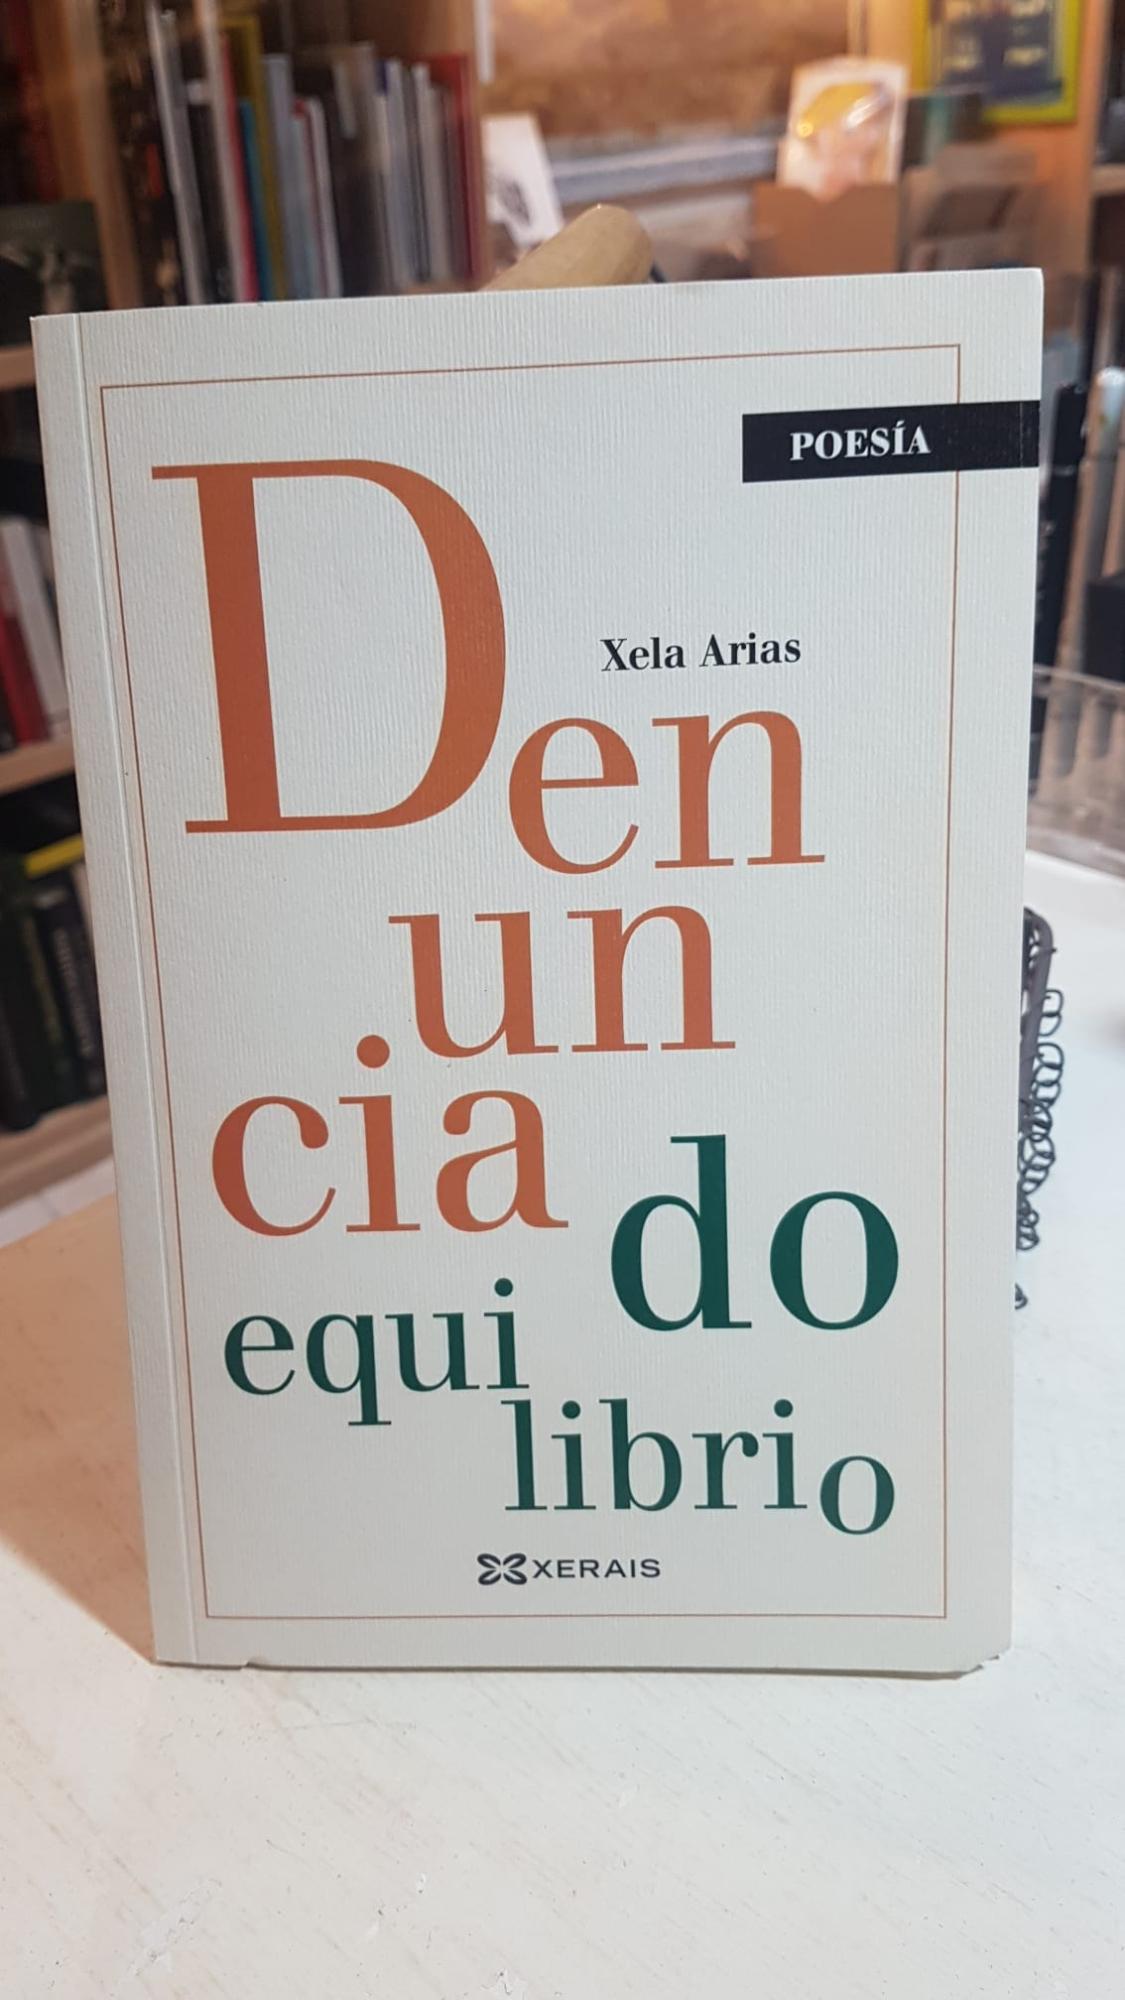 POESÍA
Xela Arias
Den
un
cia
do
equi
librio
XERAIS